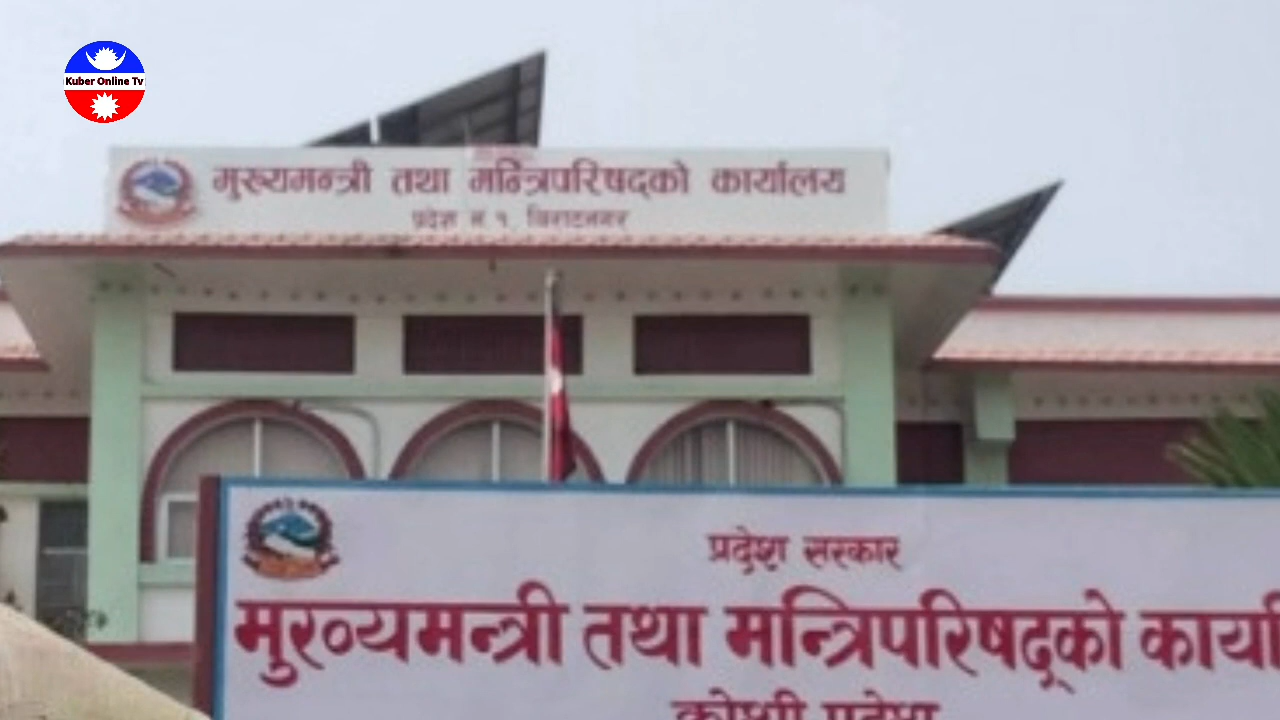 Kuber Online Tv
मुख्यमन्त्री तथा मन्त्रिपरिषद्को कार्यालय
प्रदेश नं १ विराटनगर
प्रदेश सरकार
मुख्यमन्त्री तथा मन्त्रिपरिषद्को कार्या
कोशी प्रदेश